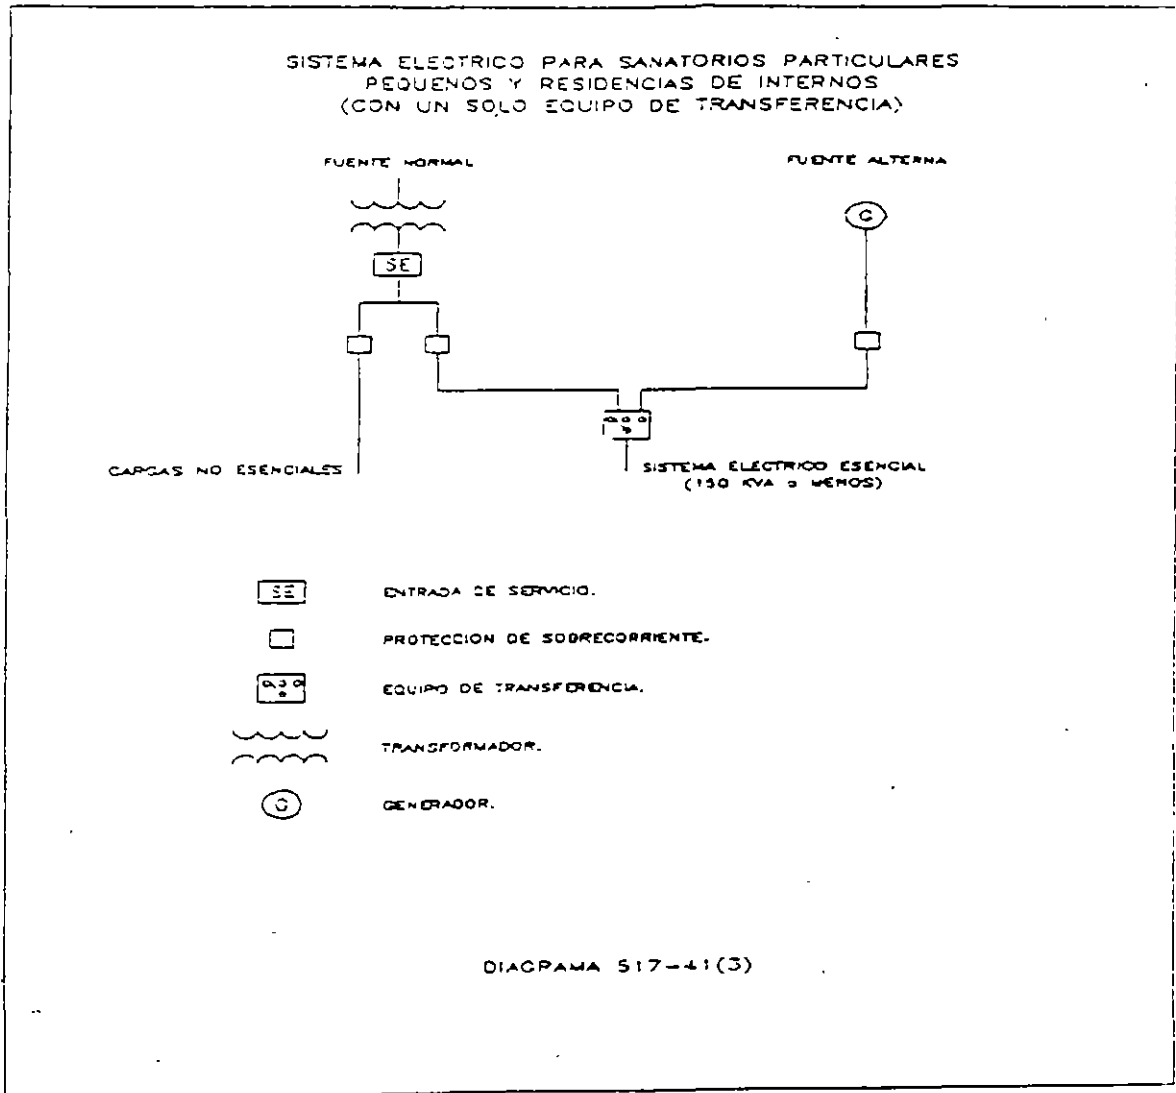 SISTEMA ELECTRICO PARA SANATORIOS PARTICULARES
PEQUENOS Y RESIDENCIAS DE INTERNOS
(CON UN SOLO EQUIPO DE TRANSFERENCIA)
FUENTE NORMAL
FUENTE ALTERNA
G
SE
CARGAS NO ESENCIALES
SISTEMA ELECTRICO ESENCIAL
(150 KVA o MENOS)
SE ENTRADA DE SERVICIO.
PROTECCION DE SOBRECORRIENTE.
EQUIPO DE TRANSFERENCIA.
TRANSFORMADOR.
G GENERADOR.
DIAGRAMA 517-41(3)